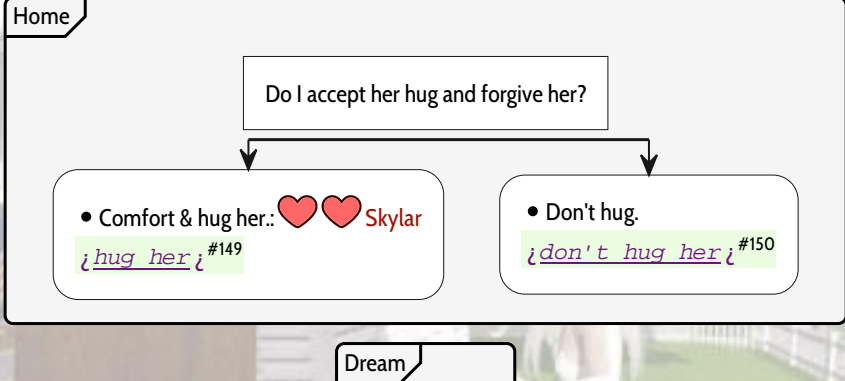 Home
Do I accept her hug and forgive her?
• Comfort & hug her.: Skylar
¿hug her¿#149
• Don't hug.
¿don't hug her¿#150
Dream